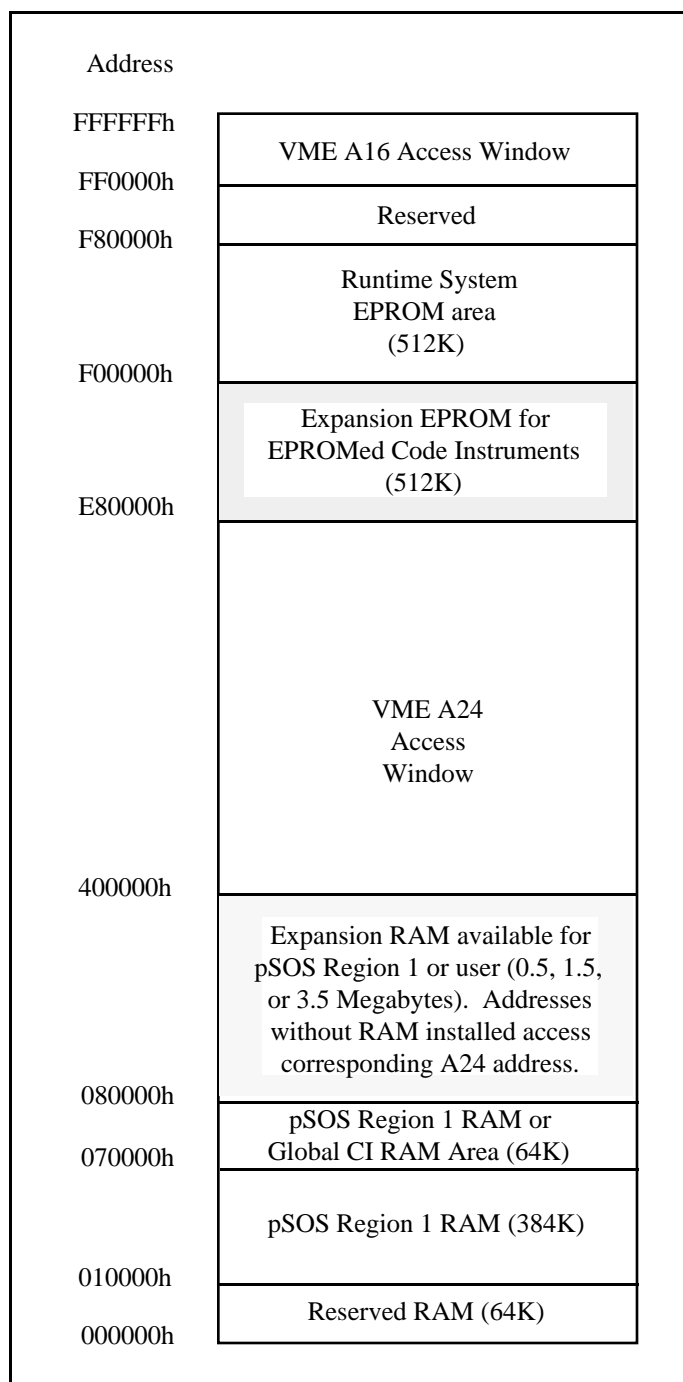 Address
FFFFFFh
VME A16 Access Window
FF0000h
Reserved
F80000h
Runtime System
EPROM area
(512K)
F00000h
Expansion EPROM for
EPROMed Code Instruments
(512K)
E80000h
VME A24
Access
Window
400000h
Expansion RAM available for
pSOS Region 1 or user (0.5, 1.5,
or 3.5 Megabytes).  Addresses
without RAM installed access
corresponding A24 address.
080000h
pSOS Region 1 RAM or
Global CI RAM Area (64K)
070000h
pSOS Region 1 RAM (384K)
010000h
Reserved RAM (64K)
000000h